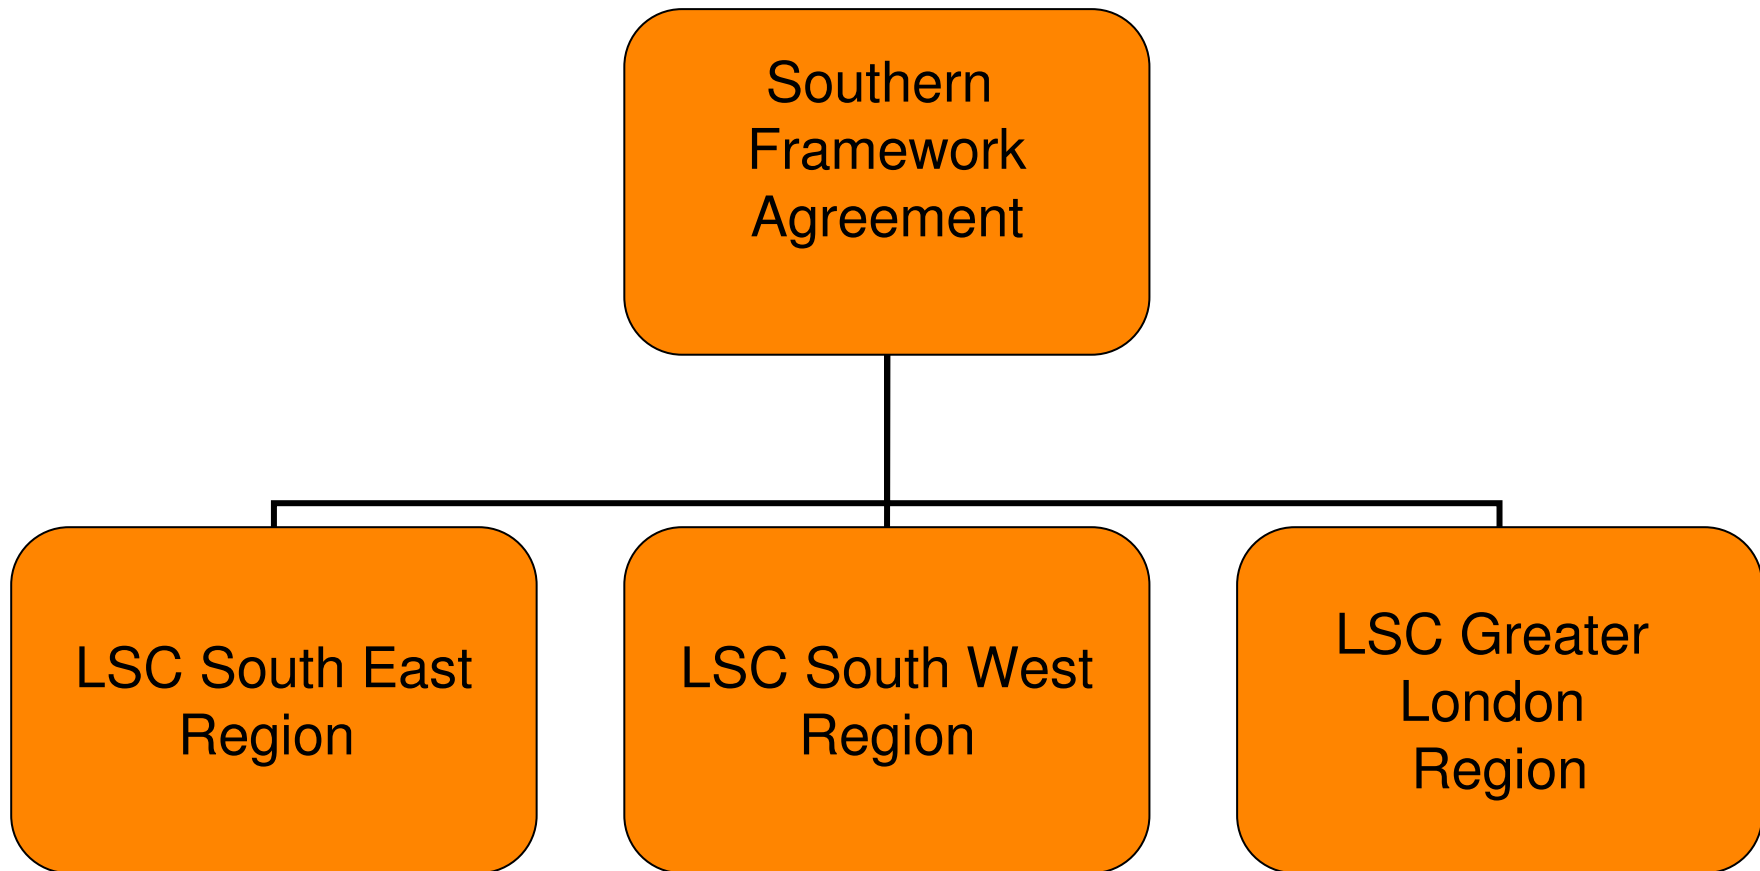 Southern
Framework
Agreement
LSC South East
Region
LSC South West
Region
LSC Greater
London
Region